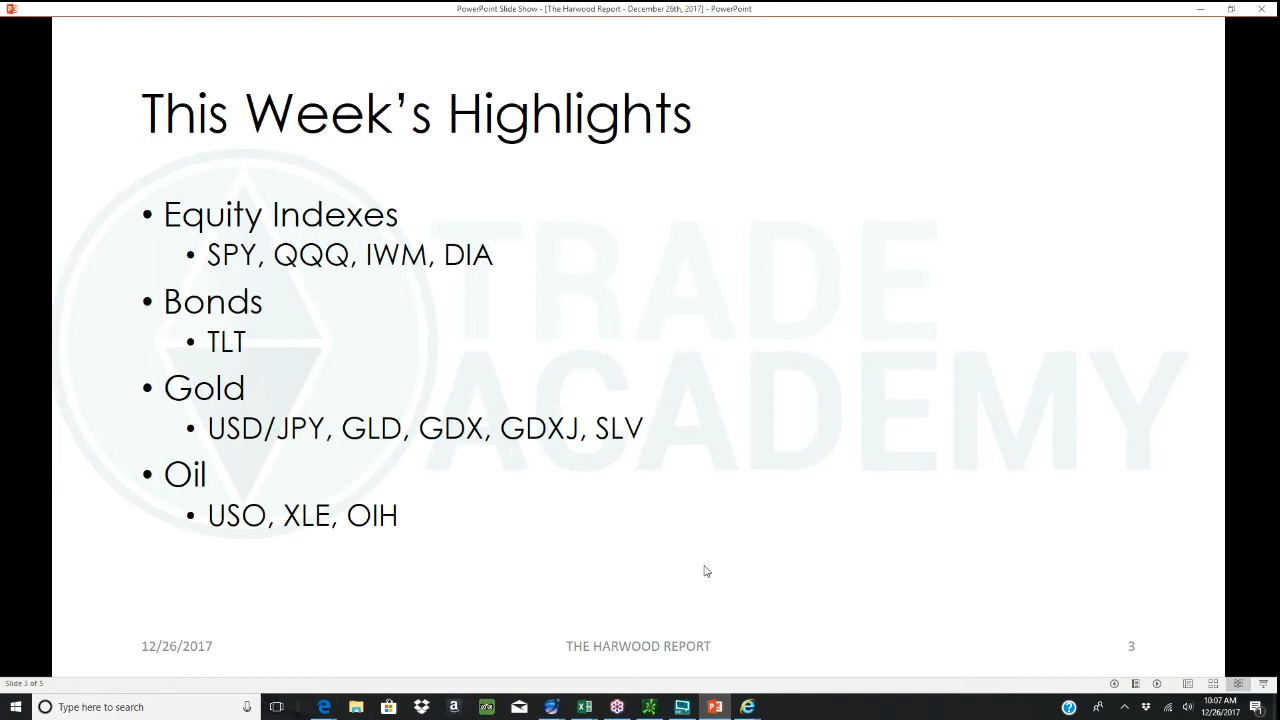 PowerPoint Slide Show - [The Harwood Report - December 26th, 2017] - PowerPoint
This Week's Highlights
• Equity Indexes
• SPY, QQQ, IWM, DIA
• Bonds
• TLT
• Gold
• USD/JPY, GLD, GDX, GDXJ, SLV
• Oil
• USO, XLE, OIH
TRADE
ACADEMY
12/26/2017 THE HARWOOD REPORT 3
Slide 3 of 5
Type here to search
10:07 AM
12/26/2017